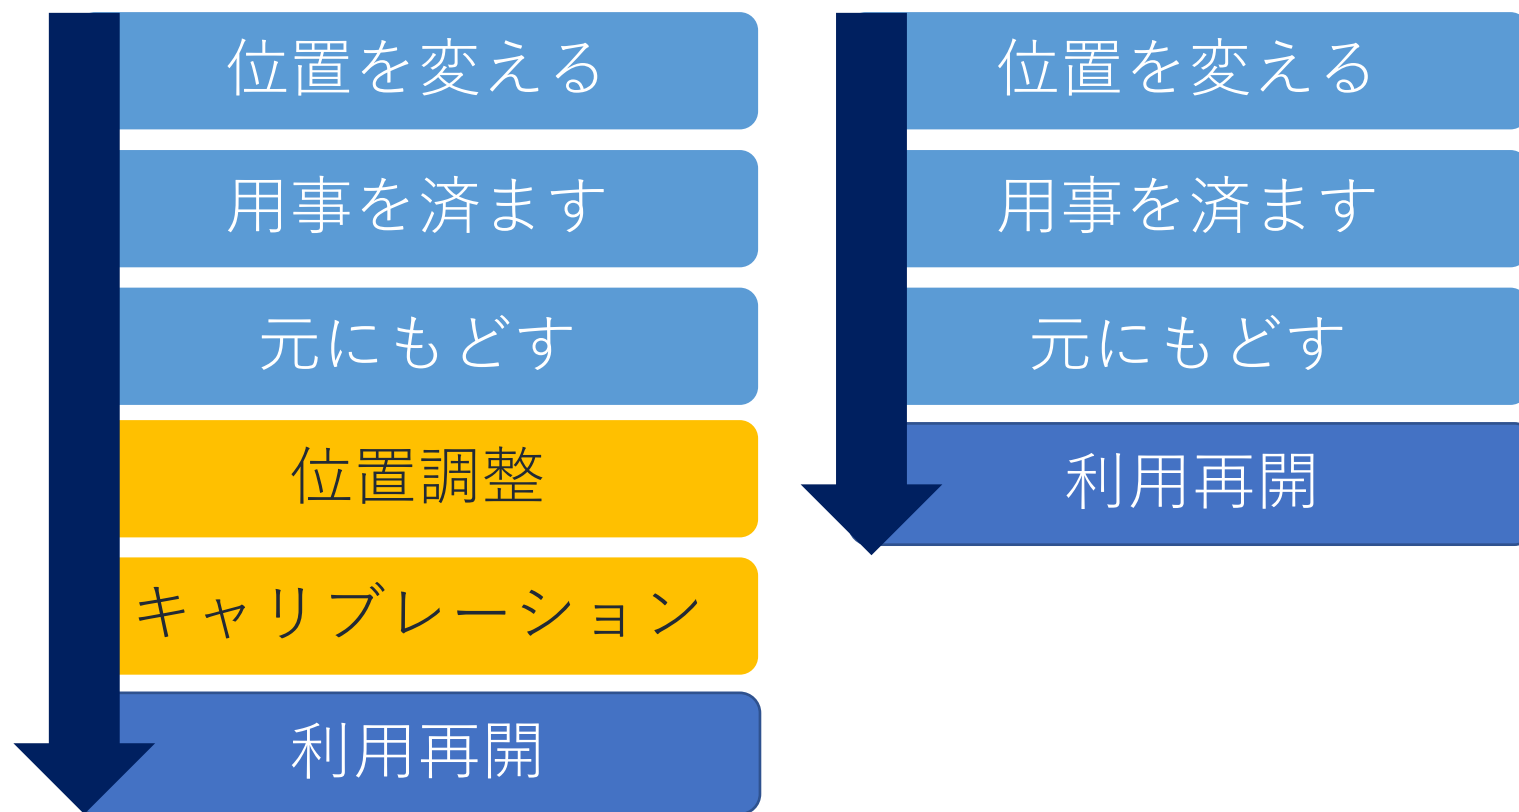 位置を変える
用事を済ます
元にもどす
位置調整
キャリブレーション
利用再開
位置を変える
用事を済ます
元にもどす
利用再開